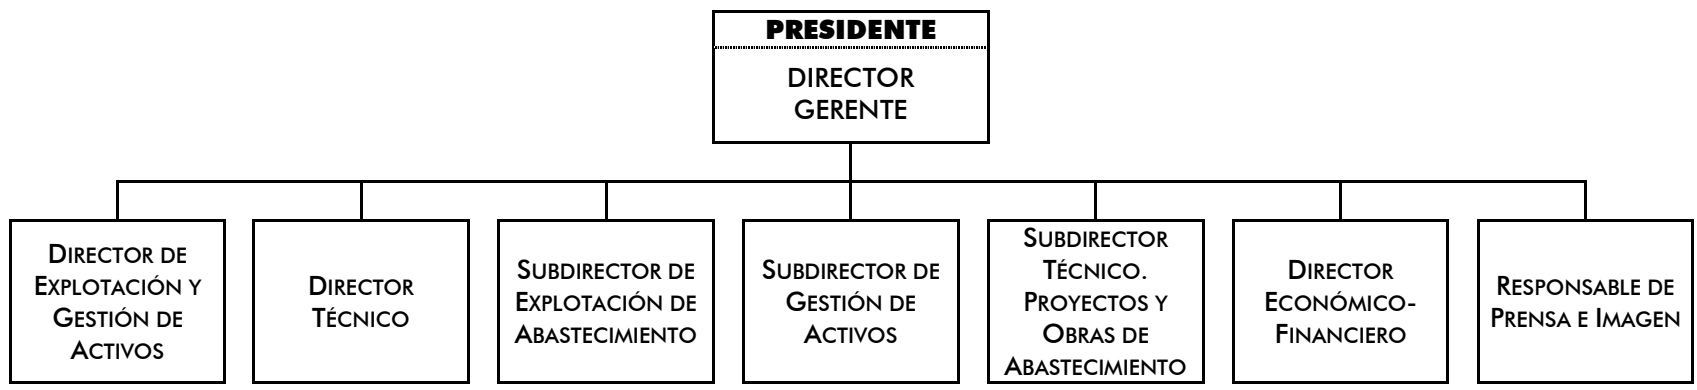 PRESIDENTE
DIRECTOR
GERENTE
DIRECTOR DE
EXPLOTACIÓN Y
GESTIÓN DE
ACTIVOS
DIRECTOR
TÉCNICO
SUBDIRECTOR DE
EXPLOTACIÓN DE
ABASTECIMIENTO
SUBDIRECTOR DE
GESTIÓN DE
ACTIVOS
SUBDIRECTOR
TÉCNICO.
PROYECTOS Y
OBRAS DE
ABASTECIMIENTO
DIRECTOR
ECONÓMICO-
FINANCIERO
RESPONSABLE DE
PRENSA E IMAGEN